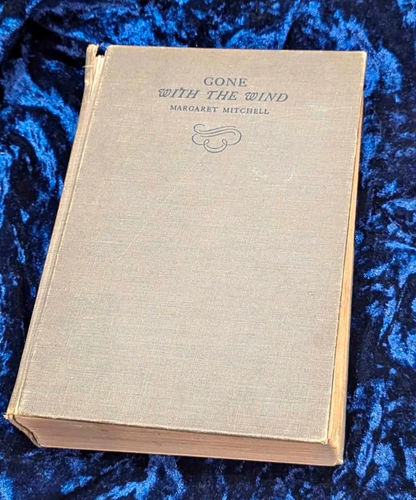 GONE
WITH THE WIND
MARGARET MITCHELL